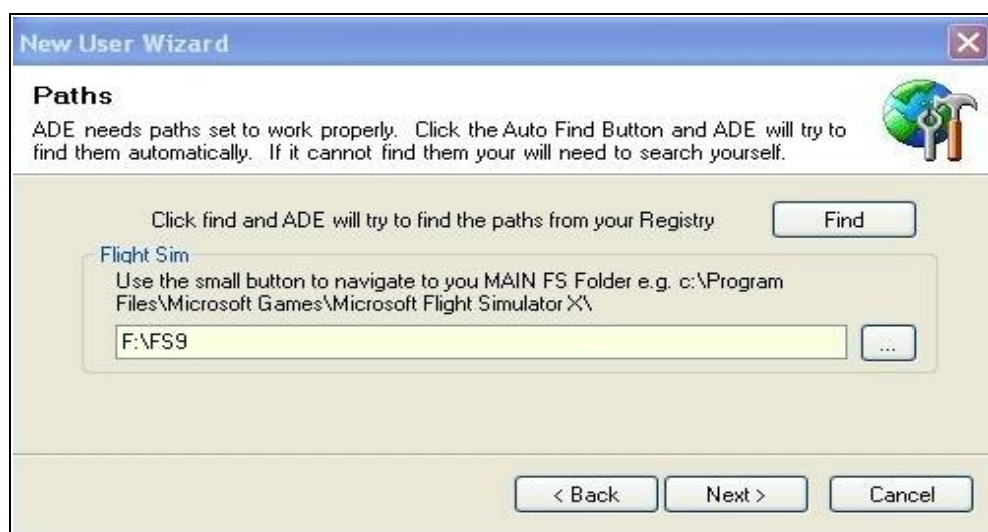 New User Wizard
Paths
ADE needs paths set to work properly. Click the Auto Find Button and ADE will try to
find them automatically. If it cannot find them your will need to search yourself.
Click find and ADE will try to find the paths from your Registry
Find
Flight Sim
Use the small button to navigate to you MAIN FS Folder e.g. c:\Program
Files\Microsoft Games\Microsoft Flight Simulator X\
F:\FS9
...
< Back
Next >
Cancel